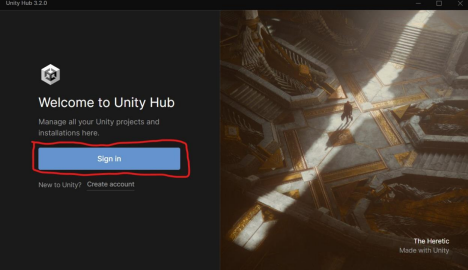 Unity Hub 3.2.0
Welcome to Unity Hub
Manage all your Unity projects and
installations here.
Sign in
New to Unity? Create account
The Heretic
Made with Unity